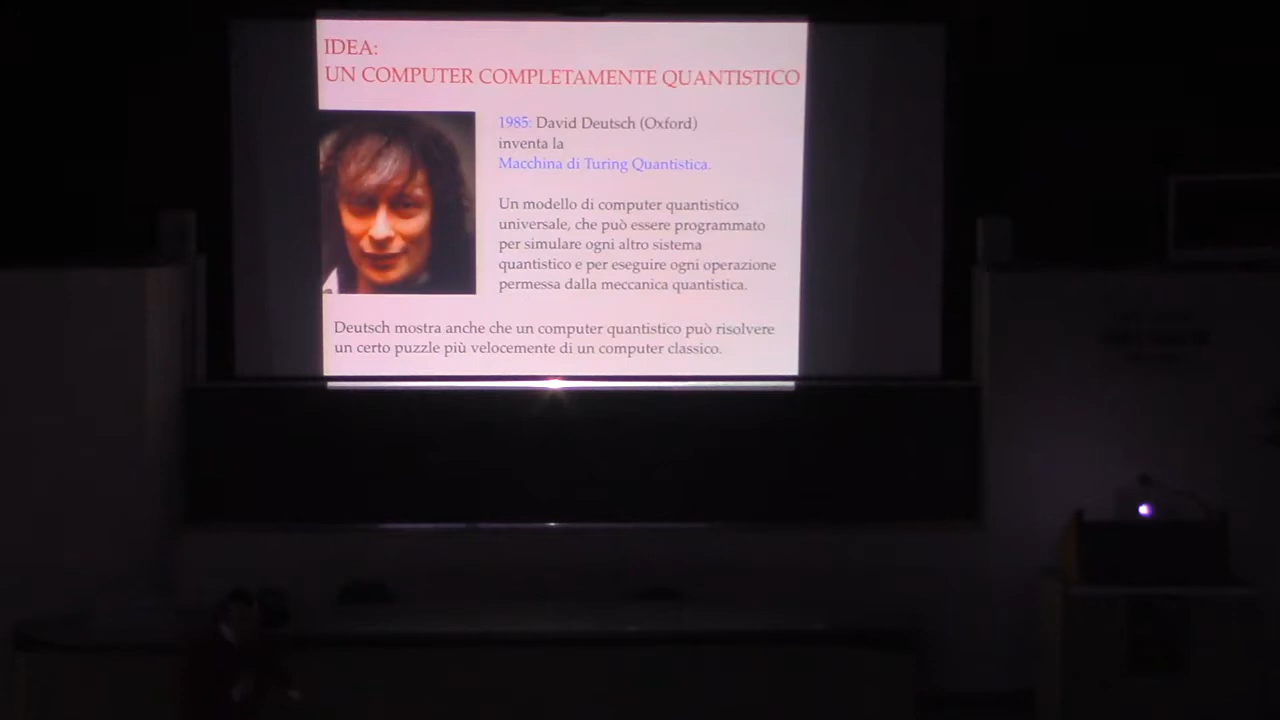 IDEA:
UN COMPUTER COMPLETAMENTE QUANTISTICO
1985: David Deutsch (Oxford)
inventa la
Macchina di Turing Quantistica.
Un modello di computer quantistico
universale, che può essere programmato
per simulare ogni altro sistema
quantistico e per eseguire ogni operazione
permessa dalla meccanica quantistica.
Deutsch mostra anche che un computer quantistico può risolvere
un certo puzzle più velocemente di un computer classico.